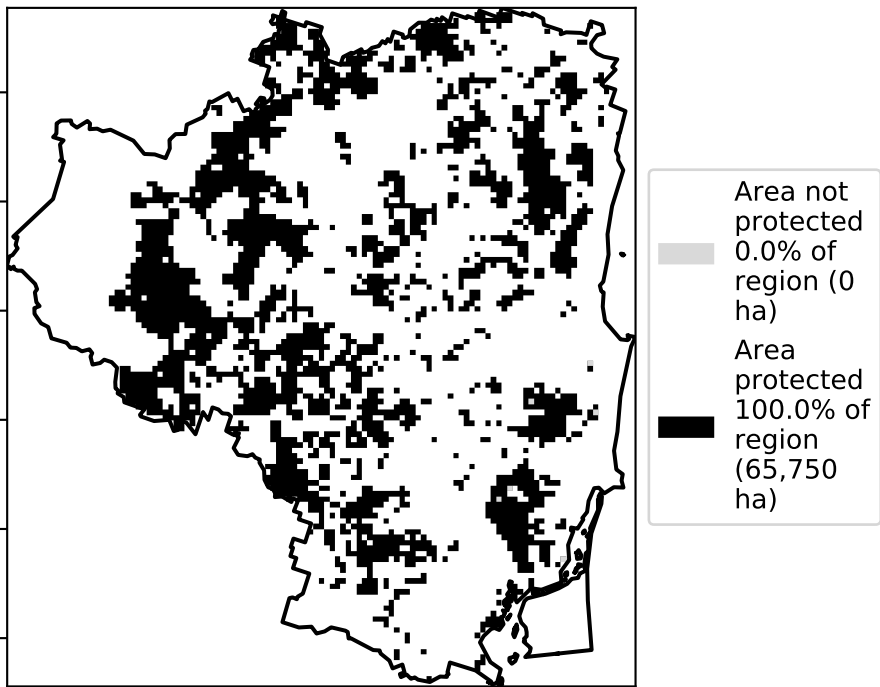 Area not
protected
0.0% of
region (0
ha)
Area
protected
100.0% of
region
(65,750
ha)